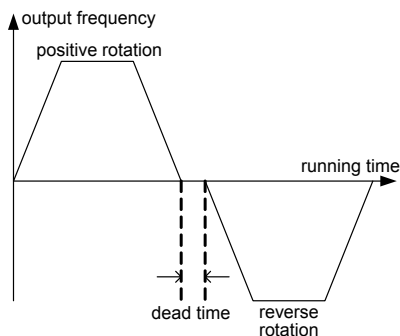 output frequency
positive rotation
running time
dead time
reverse
rotation